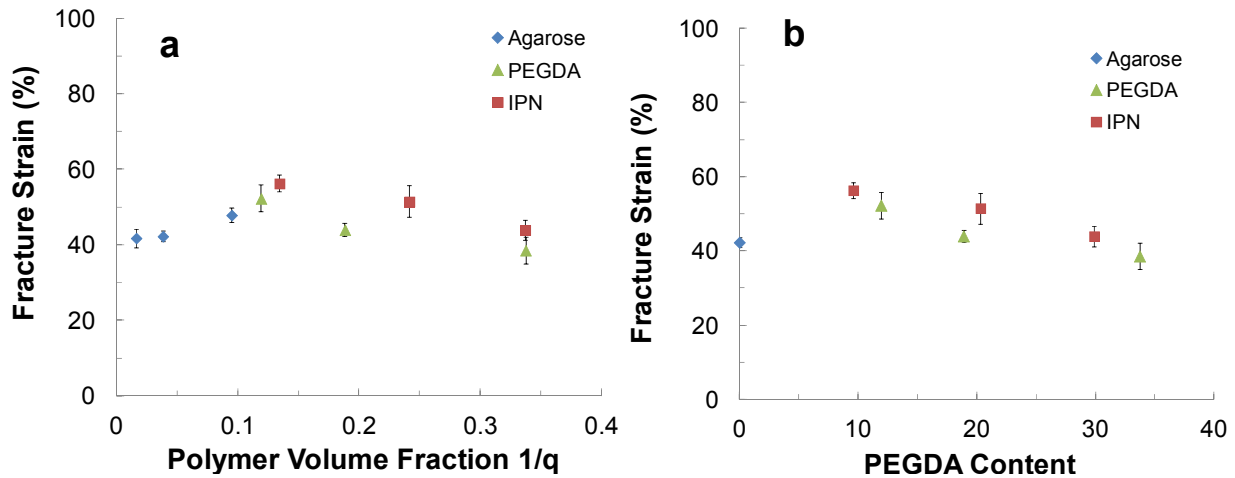 a
Agarose
PEGDA
IPN
Fracture Strain (%)
100
80
60
40
20
0
0 0.1 0.2 0.3 0.4
Polymer Volume Fraction 1/q
b
Agarose
PEGDA
IPN
Fracture Strain (%)
100
80
60
40
20
0
0 10 20 30 40
PEGDA Content